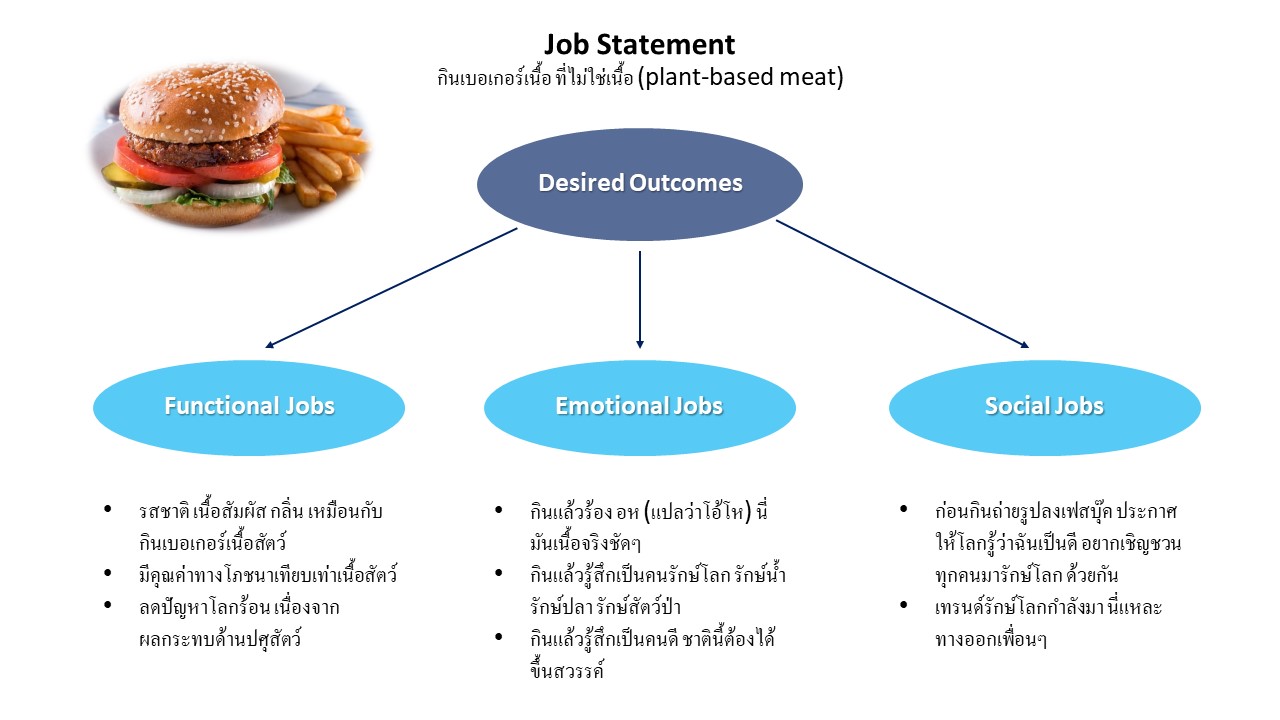 Job Statement
กินเบอเกอร์เนื้อ ที่ไม่ใช่เนื้อ (plant-based meat)
Desired Outcomes
Functional Jobs
Emotional Jobs
Social Jobs
• รสชาติ เนื้อสัมผัส กลิ่น เหมือนกับ
กินเบอเกอร์เนื้อสัตว์
• มีคุณค่าทางโภชนาเทียบเท่าเนื้อสัตว์
• ลดปัญหาโลกร้อน เนื่องจาก
ผลกระทบด้านปศุสัตว์
• กินแล้วร้อง อห (แปลว่าโอ้โห) นี่
มันเนื้อจริงชัดๆ
• กินแล้วรู้สึกเป็นคนรักษ์โลก รักษ์น้ำ
รักษ์ปลา รักษ์สัตว์ป่า
• กินแล้วรู้สึกเป็นคนดี ชาตินี้ต้องได้
ขึ้นสวรรค์
• ก่อนกินถ่ายรูปลงเฟสบุ๊ค ประกาศ
ให้โลกรู้ว่าฉันเป็นดี อยากเชิญชวน
ทุกคนมารักษ์โลก ด้วยกัน
• เทรนด์รักษ์โลกกำลังมา นี่แหละ
ทางออกเพื่อนๆ